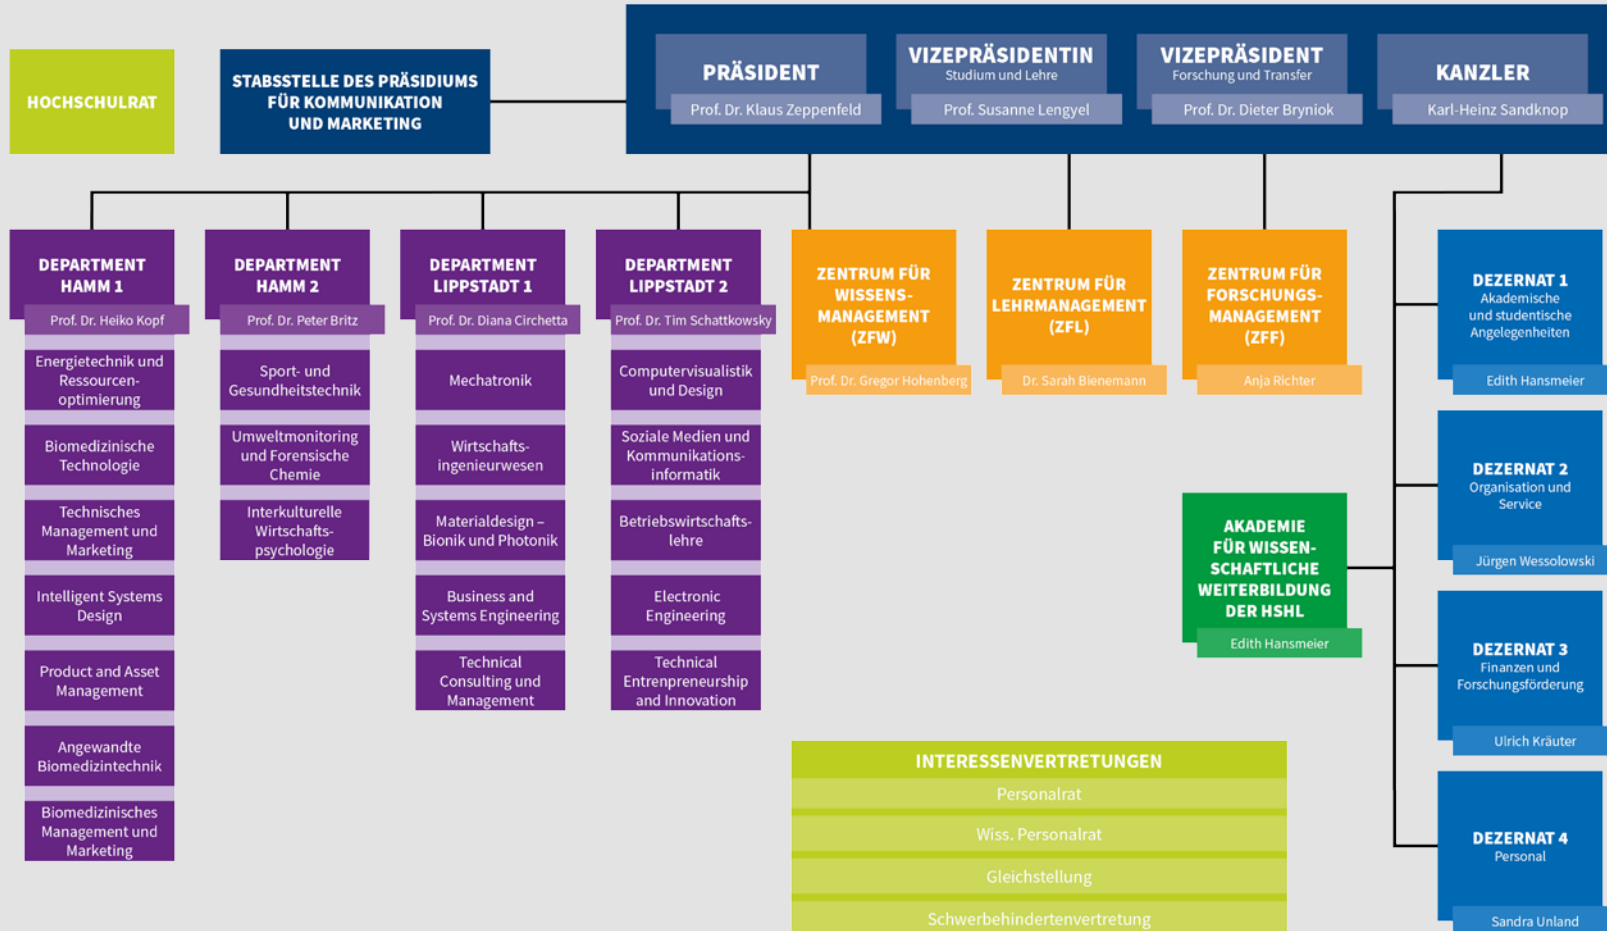 HOCHSCHULRAT
STABSSTELLE DES PRÄSIDIUMS
FÜR KOMMUNIKATION
UND MARKETING
PRÄSIDENT
Prof. Dr. Klaus Zeppenfeld
VIZEPRÄSIDENTIN
Studium und Lehre
Prof. Susanne Lengyel
VIZEPRÄSIDENT
Forschung und Transfer
Prof. Dr. Dieter Bryniok
KANZLER
Karl-Heinz Sandknop
DEPARTMENT
HAMM 1
Prof. Dr. Heiko Kopf
Energietechnik und
Ressourcen-
optimierung
Biomedizinische
Technologie
Technisches
Management und
Marketing
Intelligent Systems
Design
Product and Asset
Management
Angewandte
Biomedizintechnik
Biomedizinisches
Management und
Marketing
DEPARTMENT
HAMM 2
Prof. Dr. Peter Britz
Sport- und
Gesundheitstechnik
Umweltmonitoring
und Forensische
Chemie
Interkulturelle
Wirtschafts-
psychologie
DEPARTMENT
LIPPSTADT 1
Prof. Dr. Diana Circhetta
Mechatronik
Wirtschafts-
ingenieurwesen
Materialdesign –
Bionik und Photonik
Business and
Systems Engineering
Technical
Consulting und
Management
DEPARTMENT
LIPPSTADT 2
Prof. Dr. Tim Schattkowsky
Computervisualistik
und Design
Soziale Medien und
Kommunikations-
informatik
Betriebswirtschafts-
lehre
Electronic
Engineering
Technical
Entrenpreneurship
and Innovation
ZENTRUM FÜR
WISSENS-
MANAGEMENT
(ZFW)
Prof. Dr. Gregor Hohenberg
ZENTRUM FÜR
LEHRMANAGEMENT
(ZFL)
Dr. Sarah Bienemann
ZENTRUM FÜR
FORSCHUNGS-
MANAGEMENT
(ZFF)
Anja Richter
AKADEMIE
FÜR WISSEN-
SCHAFTLICHE
WEITERBILDUNG
DER HSHL
Edith Hansmeier
DEZERNAT 1
Akademische
und studentische
Angelegenheiten
Edith Hansmeier
DEZERNAT 2
Organisation und
Service
Jürgen Wessolowski
DEZERNAT 3
Finanzen und
Forschungsförderung
Ulrich Kräuter
DEZERNAT 4
Personal
Sandra Unland
INTERESSENVERTRETUNGEN
Personalrat
Wiss. Personalrat
Gleichstellung
Schwerbehindertenvertretung